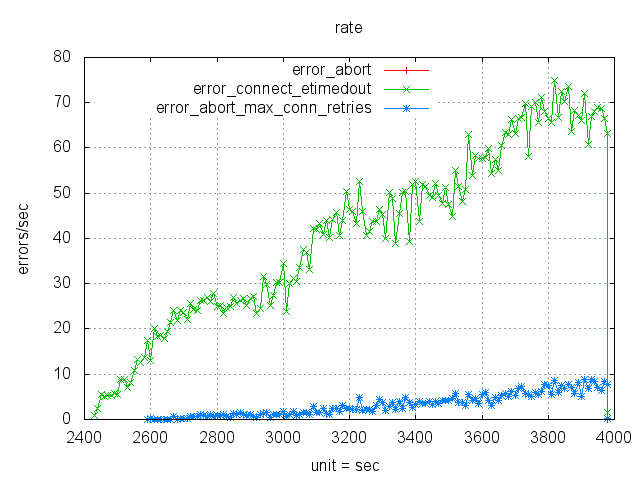 rate
errors/sec
80
70
60
50
40
30
20
10
0
error_abort
error_connect_etimedout
error_abort_max_conn_retries
2400 2600 2800 3000 3200 3400 3600 3800 4000
unit = sec